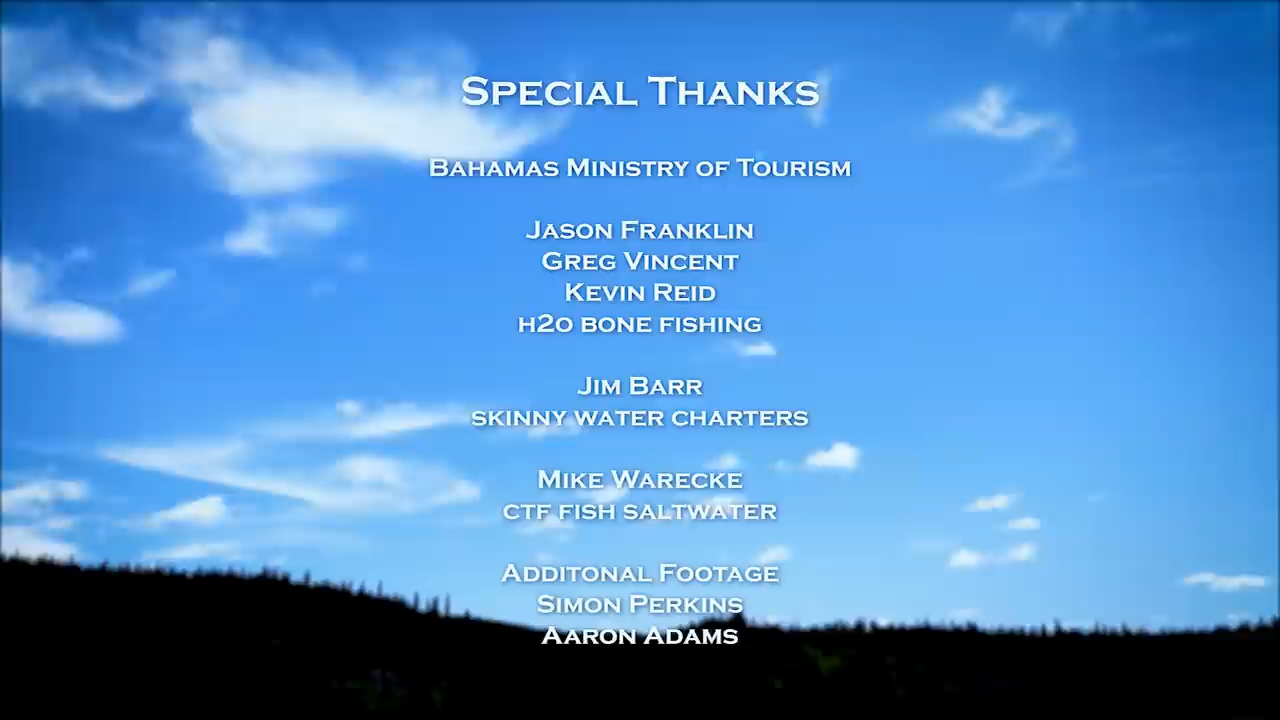 Special Thanks
Bahamas Ministry of Tourism
Jason Franklin
Greg Vincent
Kevin Reid
H2O BONE FISHING
Jim Barr
SKINNY WATER CHARTERS
Mike Warecke
CTF FISH SALTWATER
Additonal Footage
Simon Perkins
Aaron Adams